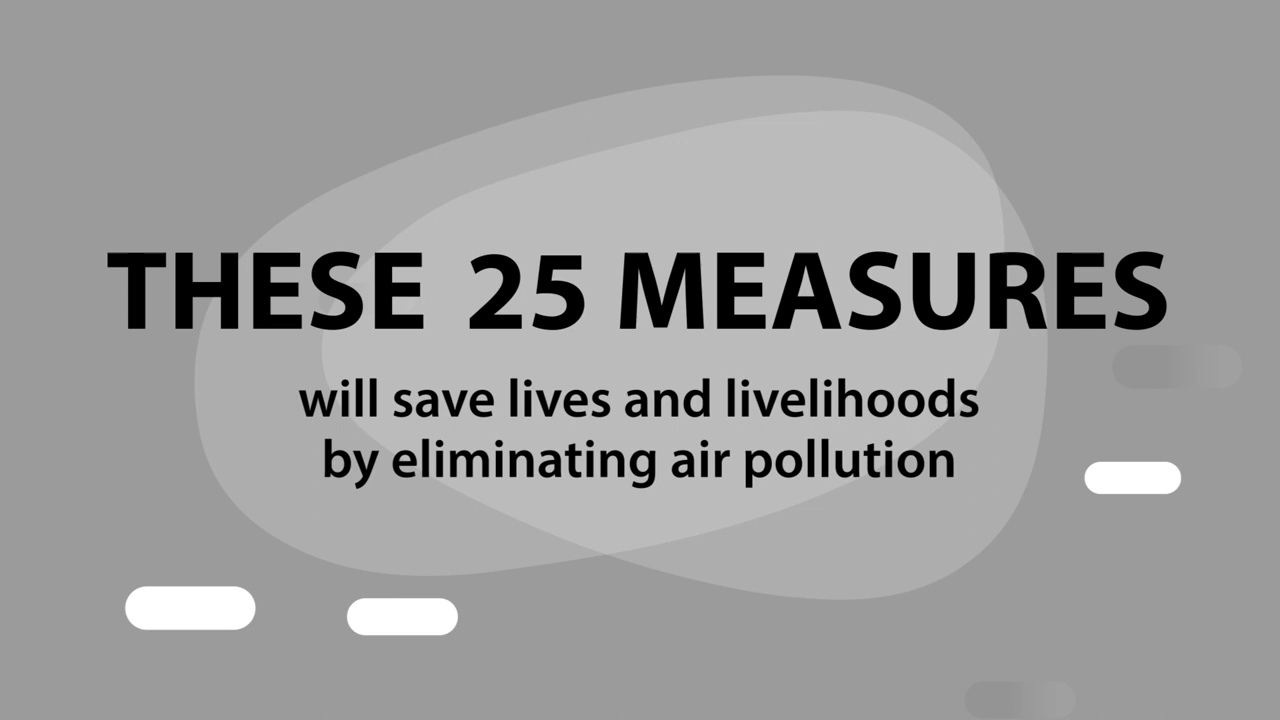 THESE 25 MEASURES
will save lives and livelihoods
by eliminating air pollution